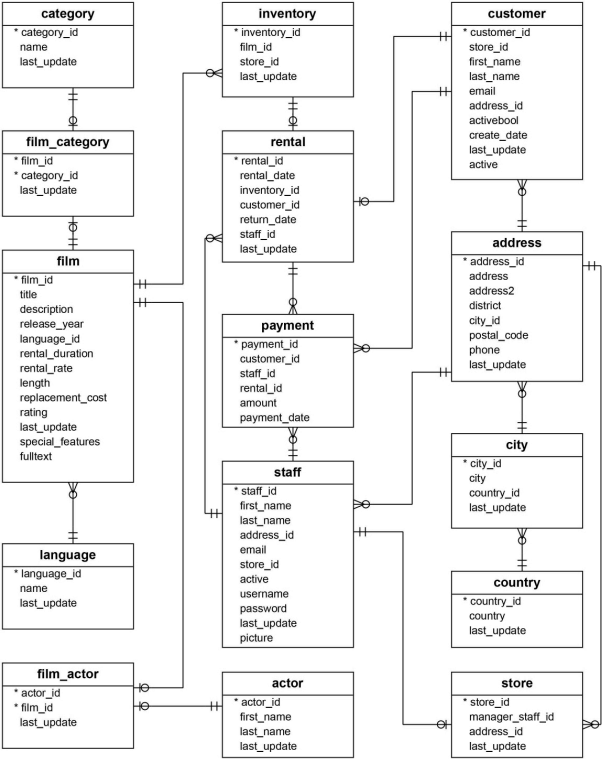 category
* category_id
name
last_update
film_category
* film_id
* category_id
last_update
film
* film_id
title
description
release_year
language_id
rental_duration
rental_rate
length
replacement_cost
rating
last_update
special_features
fulltext
language
* language_id
name
last_update
film_actor
* actor_id
* film_id
last_update
inventory
* inventory_id
film_id
store_id
last_update
rental
* rental_id
rental_date
inventory_id
customer_id
return_date
staff_id
last_update
payment
* payment_id
customer_id
staff_id
rental_id
amount
payment_date
staff
* staff_id
first_name
last_name
address_id
email
store_id
active
username
password
last_update
picture
actor
* actor_id
first_name
last_name
last_update
customer
* customer_id
store_id
first_name
last_name
email
address_id
activebool
create_date
last_update
active
address
* address_id
address
address2
district
city_id
postal_code
phone
last_update
city
* city_id
city
country_id
last_update
country
* country_id
country
last_update
store
* store_id
manager_staff_id
address_id
last_update